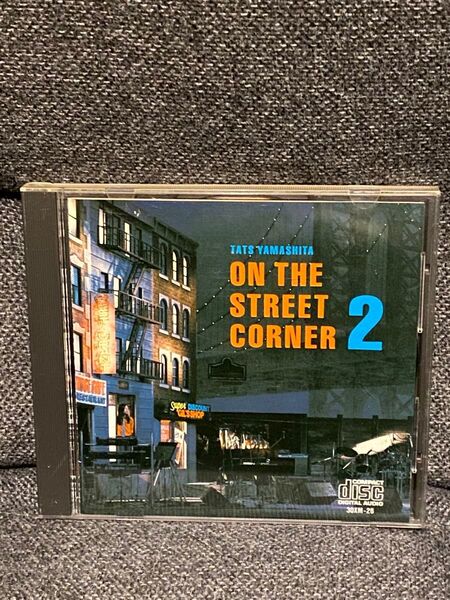 TATS YAMASHITA
ON THE
STREET
CORNER 2
RESTAURANT
Super DISCOUNT
COMPACT
disc
DIGITAL AUDIO
30XM-26